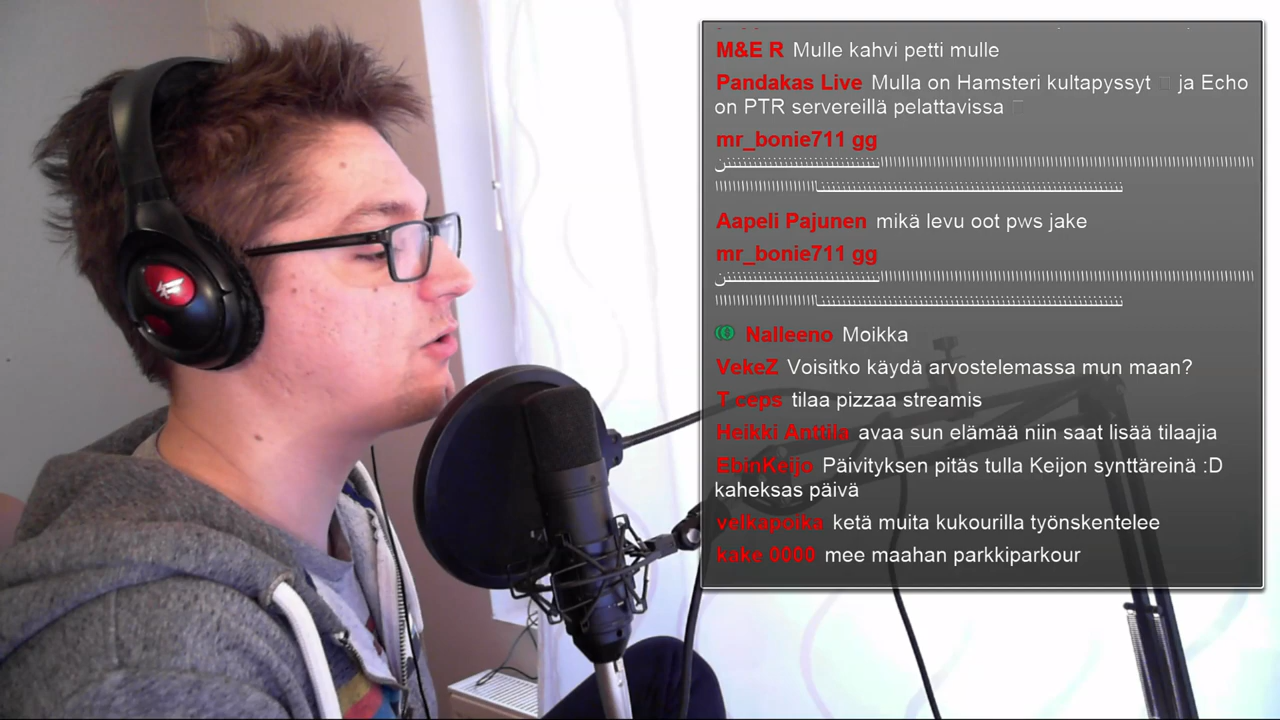 M&E R Mulle kahvi petti mulle
Pandakas Live Mulla on Hamsteri kultapyssyt ja Echo
on PTR servereillä pelattavissa
mr_bonie711 gg
Aapeli Pajunen mikä levu oot pws jake
mr_bonie711 gg
Nalleeno Moikka
VekeZ Voisitko käydä arvostelemassa mun maan?
T ceps tilaa pizzaa streamis
Heikki Anttila avaa sun elämää niin saat lisää tilaajia
EbinKeijo Päivityksen pitäs tulla Keijon synttäreinä :D
kaheksas päivä
velkapoika ketä muita kukourilla työnskentelee
kake 0000 mee maahan parkkiparkour